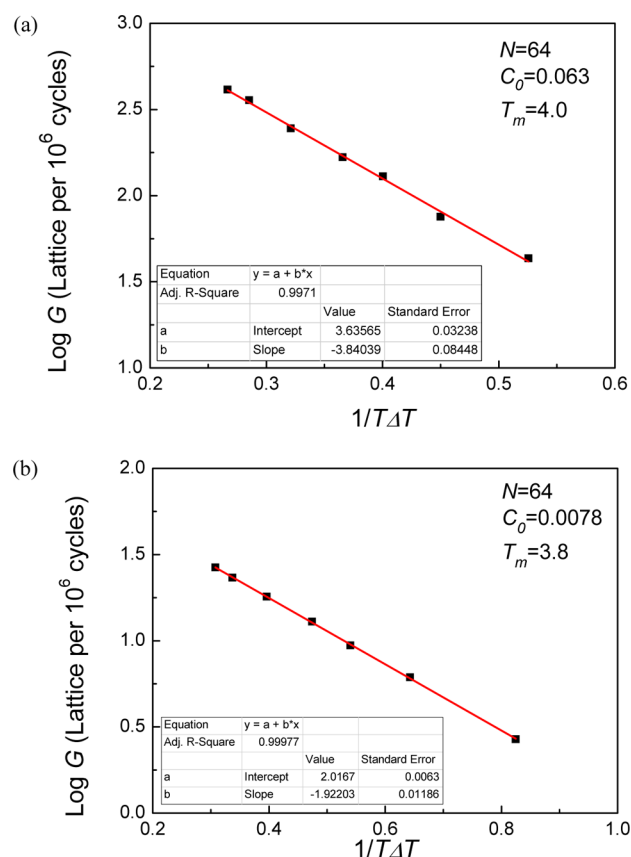 (a)
3.0
2.5
2.0
1.5
1.0
Log G (Lattice per 10⁶ cycles)
N=64
C₀=0.063
Tₘ=4.0
Equation y = a + b*x
Adj. R-Square 0.9971
Value Standard Error
a Intercept 3.63565 0.03238
b Slope -3.84039 0.08448
0.2 0.3 0.4 0.5 0.6
1/TΔT
(b)
2.0
1.5
1.0
0.5
0.0
Log G (Lattice per 10⁶ cycles)
N=64
C₀=0.0078
Tₘ=3.8
Equation y = a + b*x
Adj. R-Square 0.99977
Value Standard Error
a Intercept 2.0167 0.0063
b Slope -1.92203 0.01186
0.2 0.4 0.6 0.8 1.0
1/TΔT